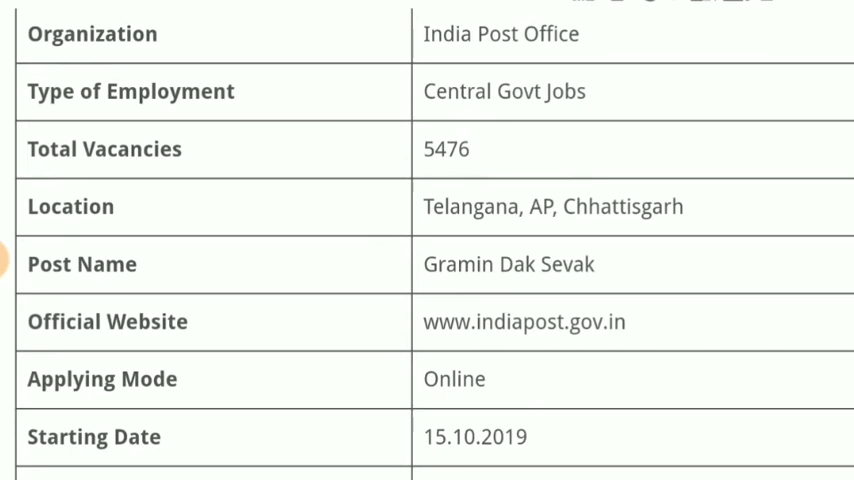 Organization India Post Office
Type of Employment Central Govt Jobs
Total Vacancies 5476
Location Telangana, AP, Chhattisgarh
Post Name Gramin Dak Sevak
Official Website www.indiapost.gov.in
Applying Mode Online
Starting Date 15.10.2019